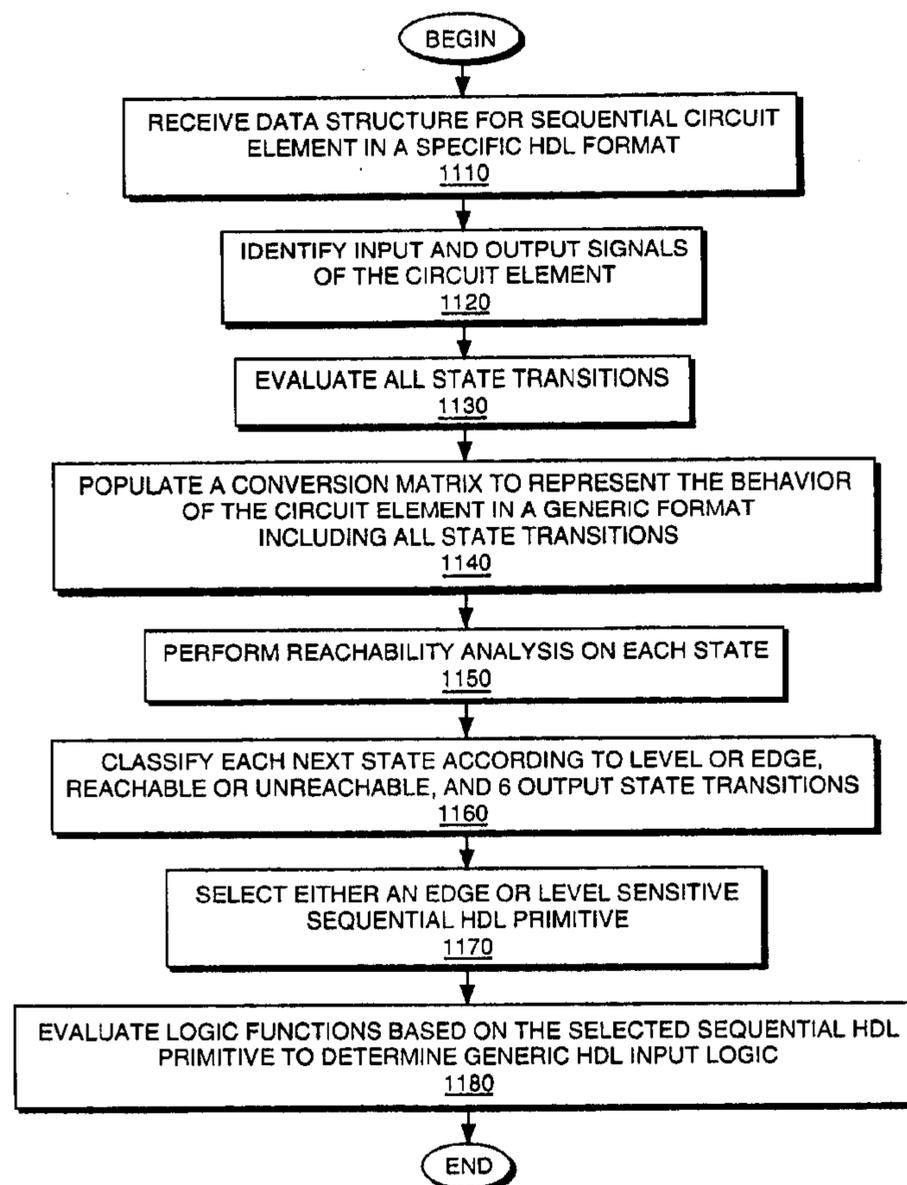 BEGIN
RECEIVE DATA STRUCTURE FOR SEQUENTIAL CIRCUIT
ELEMENT IN A SPECIFIC HDL FORMAT
1110
IDENTIFY INPUT AND OUTPUT SIGNALS
OF THE CIRCUIT ELEMENT
1120
EVALUATE ALL STATE TRANSITIONS
1130
POPULATE A CONVERSION MATRIX TO REPRESENT THE BEHAVIOR
OF THE CIRCUIT ELEMENT IN A GENERIC FORMAT
INCLUDING ALL STATE TRANSITIONS
1140
PERFORM REACHABILITY ANALYSIS ON EACH STATE
1150
CLASSIFY EACH NEXT STATE ACCORDING TO LEVEL OR EDGE,
REACHABLE OR UNREACHABLE, AND 6 OUTPUT STATE TRANSITIONS
1160
SELECT EITHER AN EDGE OR LEVEL SENSITIVE
SEQUENTIAL HDL PRIMITIVE
1170
EVALUATE LOGIC FUNCTIONS BASED ON THE SELECTED SEQUENTIAL HDL
PRIMITIVE TO DETERMINE GENERIC HDL INPUT LOGIC
1180
END